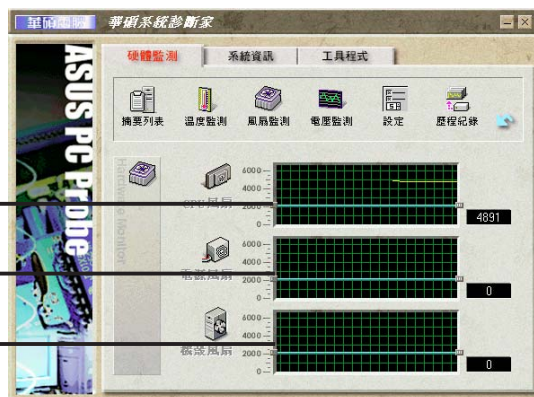 華碩電腦 華碩系統診斷家
ASUS PC Probe
硬體監測 系統資訊 工具程式
摘要列表 溫度監測 風扇監測 電壓監測 設定 歷程紀錄
Hardware Monitor
6000
4000
CPU風扇 2000
0
4891
6000
4000
電源風扇 2000
0
0
6000
4000
機殼風扇 2000
0
0